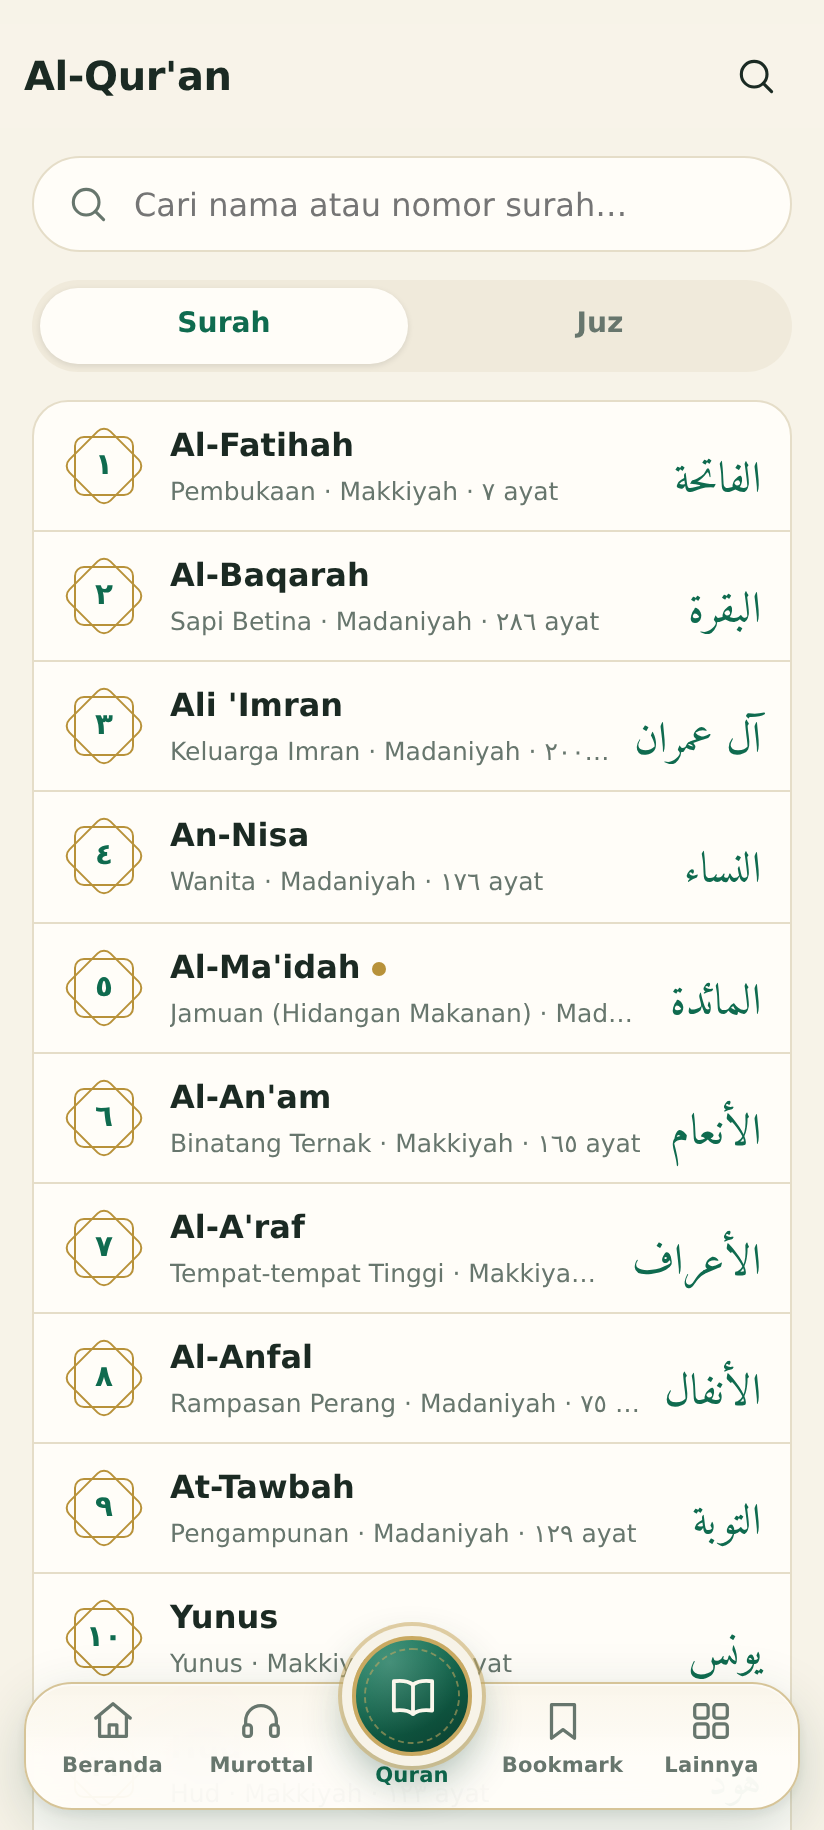 Al-Qur'an
Cari nama atau nomor surah...
Surah
Juz
١
Al-Fatihah
Pembukaan · Makkiyah · ٧ ayat
الفاتحة
٢
Al-Baqarah
Sapi Betina · Madaniyah · ٢٨٦ ayat
البقرة
٣
Ali 'Imran
Keluarga Imran · Madaniyah · ٢٠٠...
آل عمران
٤
An-Nisa
Wanita · Madaniyah · ١٧٦ ayat
النساء
٥
Al-Ma'idah
Jamuan (Hidangan Makanan) · Mad...
المائدة
٦
Al-An'am
Binatang Ternak · Makkiyah · ١٦٥ ayat
الأنعام
٧
Al-A'raf
Tempat-tempat Tinggi · Makkiya...
الأعراف
٨
Al-Anfal
Rampasan Perang · Madaniyah · ٧٥ ...
الأنفال
٩
At-Tawbah
Pengampunan · Madaniyah · ١٢٩ ayat
التوبة
١٠
Yunus
Yunus · Makkiy
يونس
Beranda
Murottal
Quran
Bookmark
Lainnya
Hud · Makkiyah · ayat
هود